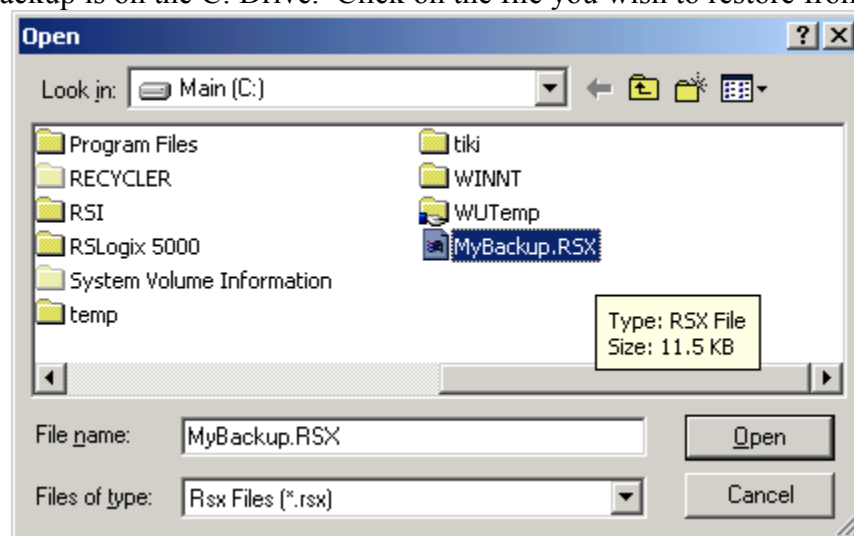 ackup is on the C: Drive. Click on the file you wish to restore from
Open
Look in: Main (C:)
Program Files
RECYCLER
RSI
RSLogix 5000
System Volume Information
temp
tiki
WINNT
WUTemp
MyBackup.RSX
Type: RSX File
Size: 11.5 KB
File name: MyBackup.RSX Open
Files of type: Rsx Files (*.rsx) Cancel